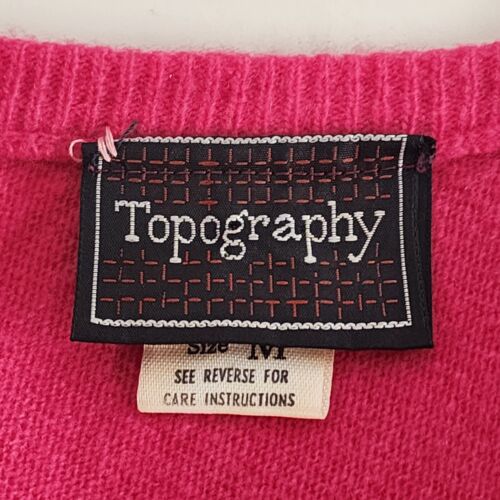 Topography
Size M
SEE REVERSE FOR
CARE INSTRUCTIONS